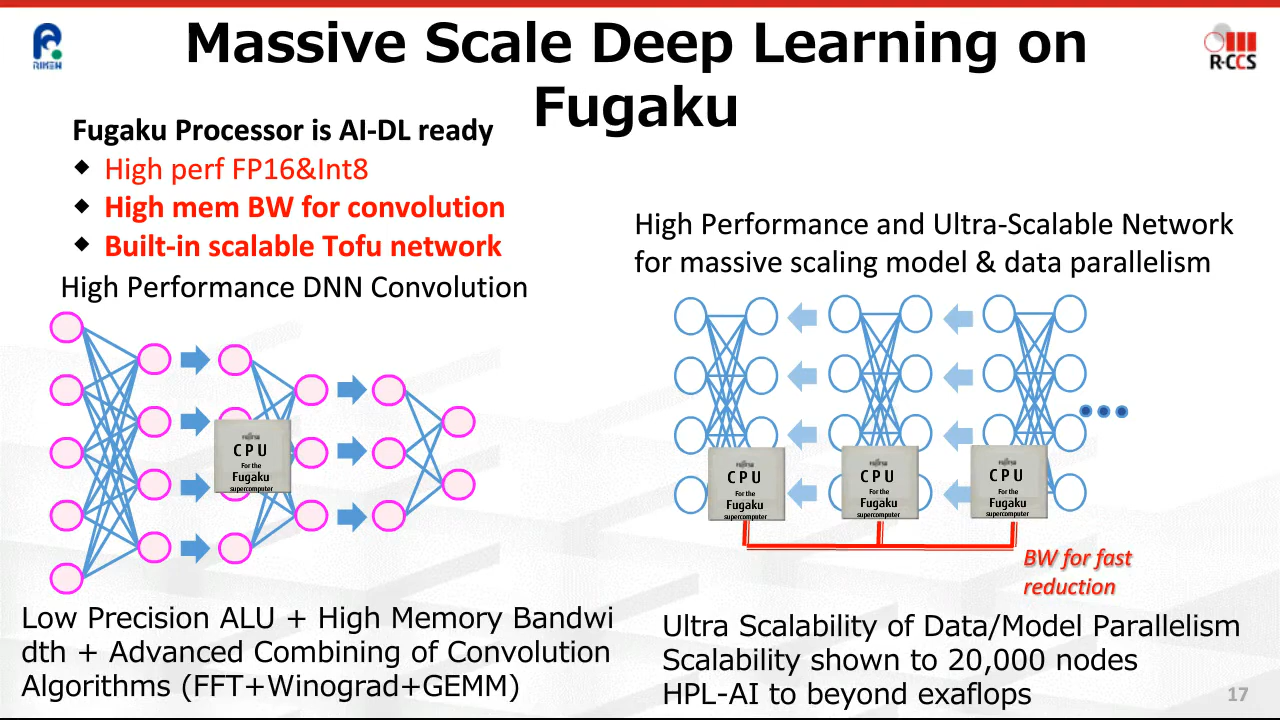 Massive Scale Deep Learning on
Fugaku
RIKEN
R-CCS
Fugaku Processor is AI-DL ready
◆ High perf FP16&Int8
◆ High mem BW for convolution
◆ Built-in scalable Tofu network
High Performance DNN Convolution
CPU
For the
Fugaku
supercomputer
Low Precision ALU + High Memory Bandwi
dth + Advanced Combining of Convolution
Algorithms (FFT+Winograd+GEMM)
High Performance and Ultra-Scalable Network
for massive scaling model & data parallelism
CPU
For the
Fugaku
supercomputer
CPU
For the
Fugaku
supercomputer
CPU
For the
Fugaku
supercomputer
BW for fast
reduction
Ultra Scalability of Data/Model Parallelism
Scalability shown to 20,000 nodes
HPL-AI to beyond exaflops
17